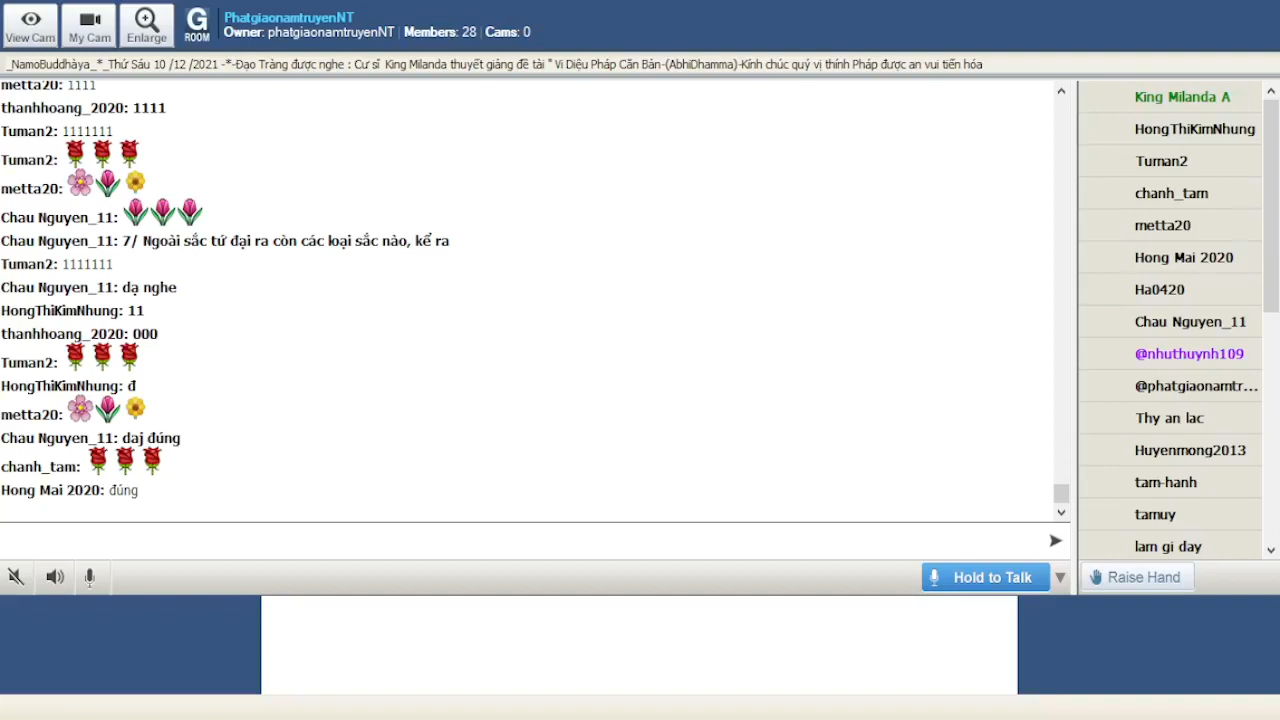 View Cam
My Cam
Enlarge
G
ROOM
PhatgiaonamtruyenNT
Owner: phatgiaonamtruyenNT | Members: 28 | Cams: 0
_NamoBuddhàya_*_Thứ Sáu 10 /12 /2021 -*-Đạo Tràng được nghe : Cư sĩ King Milanda thuyết giảng đề tài " Vi Diệu Pháp Căn Bản-(AbhiDhamma)-Kính chúc quý vị thính Pháp được an vui tiến hóa
metta20: 1111
thanhhoang_2020: 1111
Tuman2: 1111111
Tuman2:
metta20:
Chau Nguyen_11:
Chau Nguyen_11: 7/ Ngoài sắc tứ đại ra còn các loại sắc nào, kể ra
Tuman2: 1111111
Chau Nguyen_11: dạ nghe
HongThiKimNhung: 11
thanhhoang_2020: 000
Tuman2:
HongThiKimNhung: đ
metta20:
Chau Nguyen_11: daj đúng
chanh_tam:
Hong Mai 2020: đúng
King Milanda A
HongThiKimNhung
Tuman2
chanh_tam
metta20
Hong Mai 2020
Ha0420
Chau Nguyen_11
@nhuthuynh109
@phatgiaonamtr...
Thy an lac
Huyenmong2013
tam-hanh
tamuy
lam gi day
Hold to Talk
Raise Hand